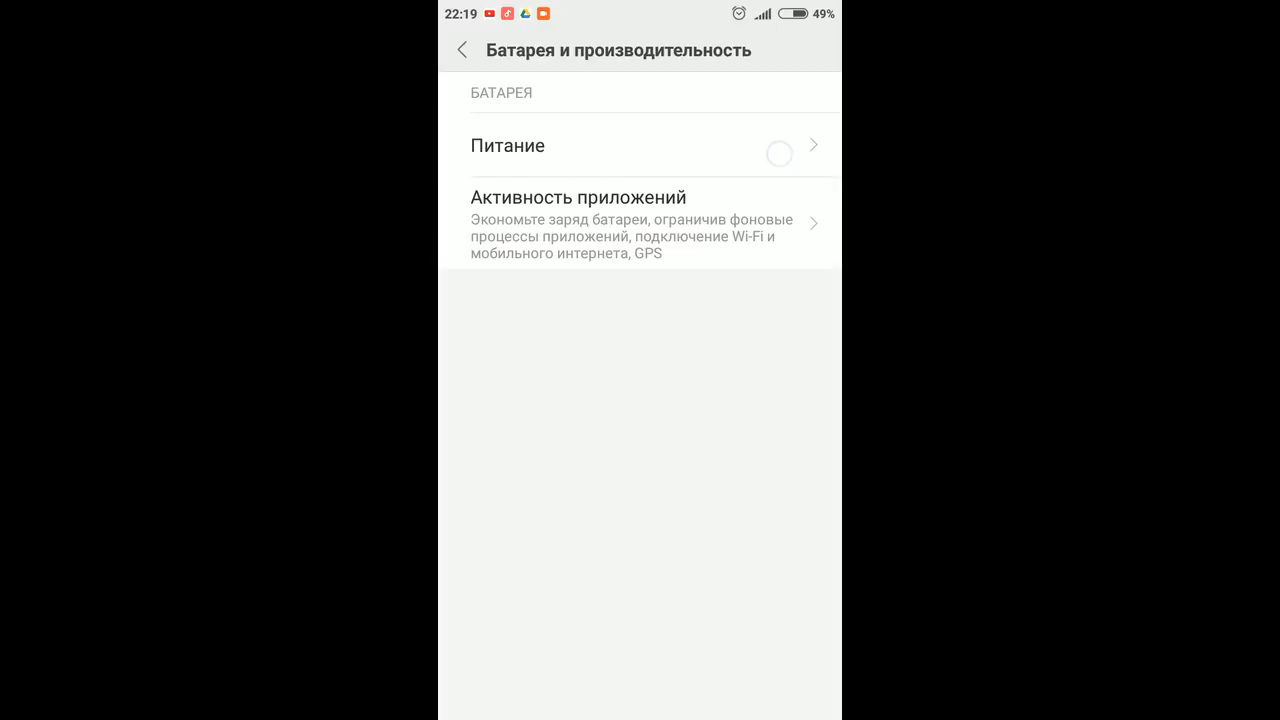 22:19 49%
Батарея и производительность
БАТАРЕЯ
Питание
Активность приложений
Экономьте заряд батареи, ограничив фоновые
процессы приложений, подключение Wi-Fi и
мобильного интернета, GPS